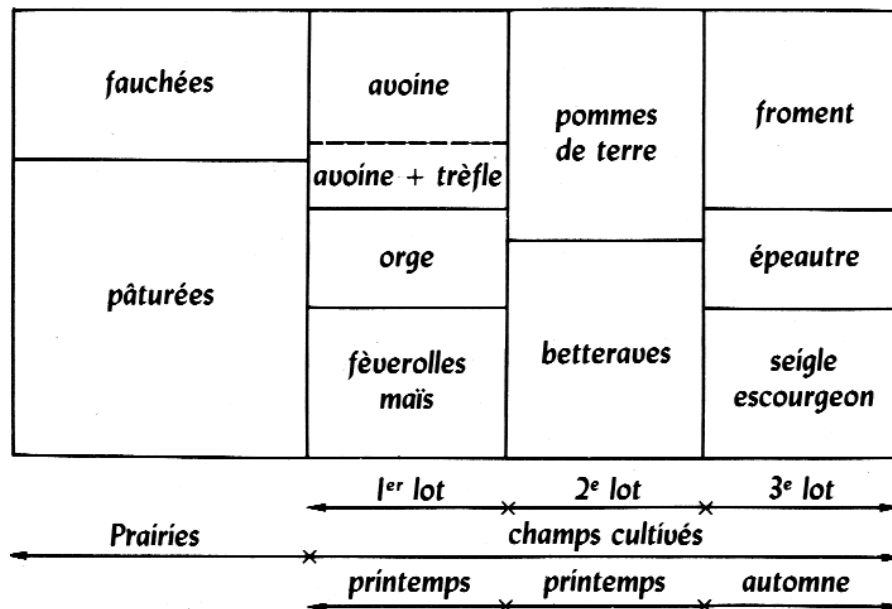 fauchées
pâturées
avoine
avoine + trèfle
orge
fèverolles
maïs
pommes
de terre
betteraves
froment
épeautre
seigle
escourgeon
1er lot
2e lot
3e lot
Prairies
champs cultivés
printemps
printemps
automne